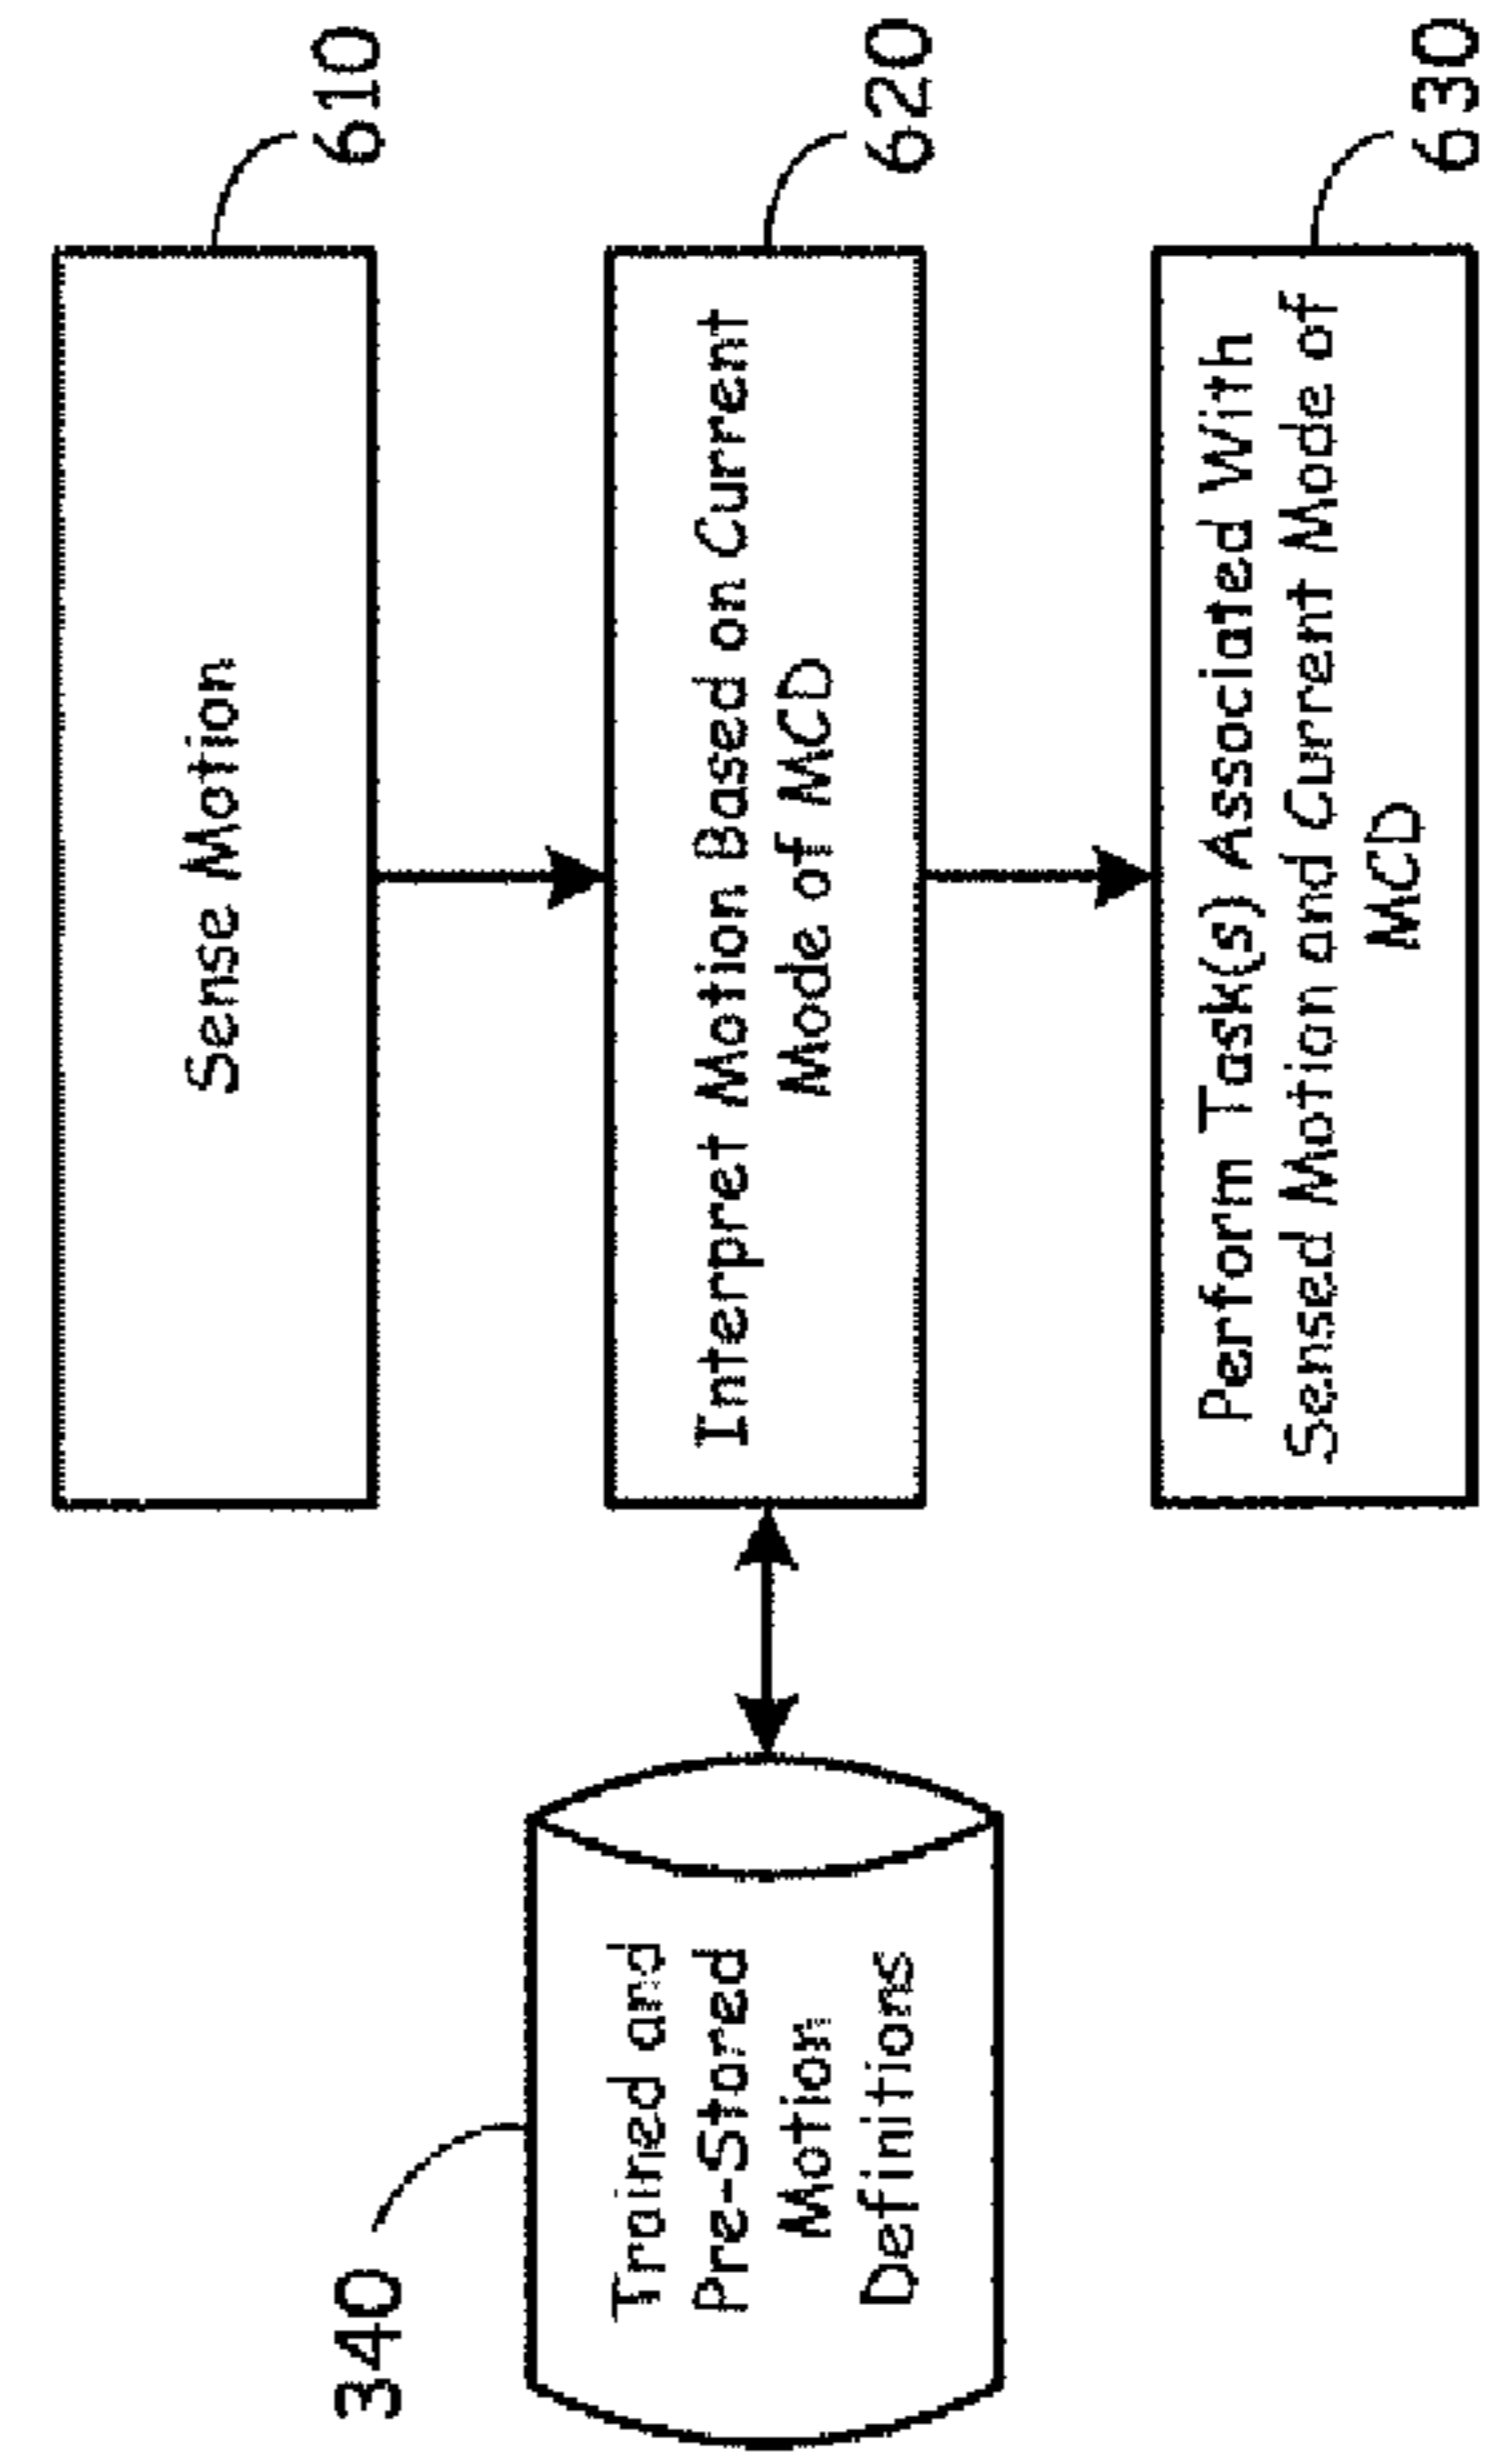 Sense Motion
610
340
Trained and
Pre-Stored
Motion
Definitions
Interpret Motion Based on Current
Mode of MCD
620
Perform Task(s) Associated With
Sensed Motion and Current Mode of
MCD
630